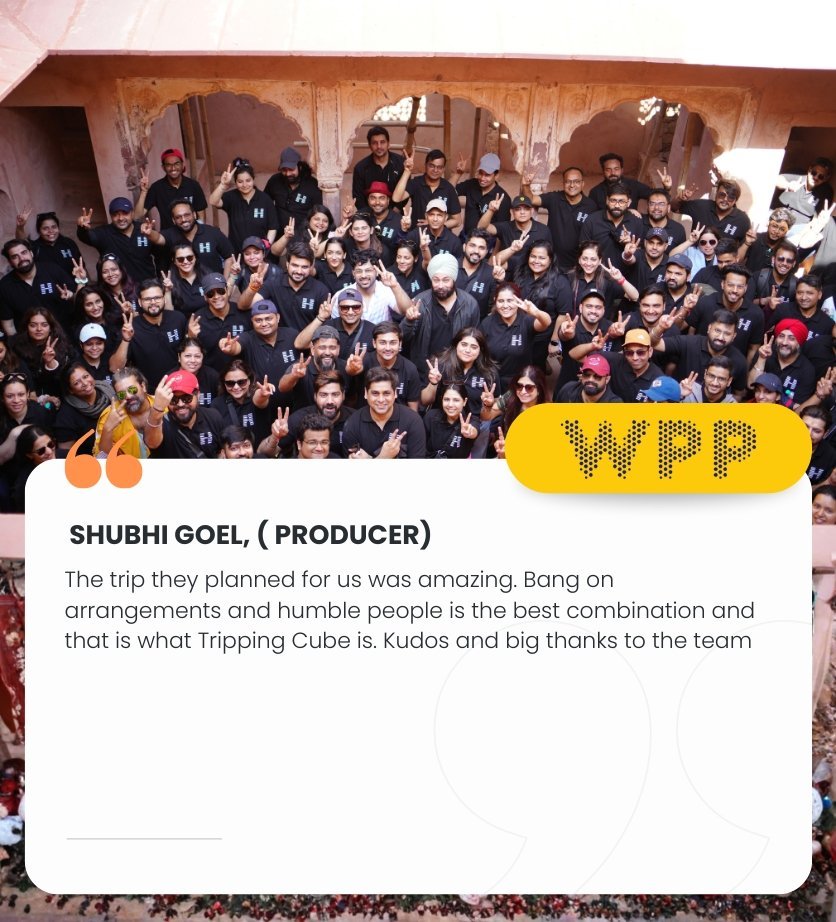 WPP
SHUBHI GOEL, ( PRODUCER)
The trip they planned for us was amazing. Bang on
arrangements and humble people is the best combination and
that is what Tripping Cube is. Kudos and big thanks to the team